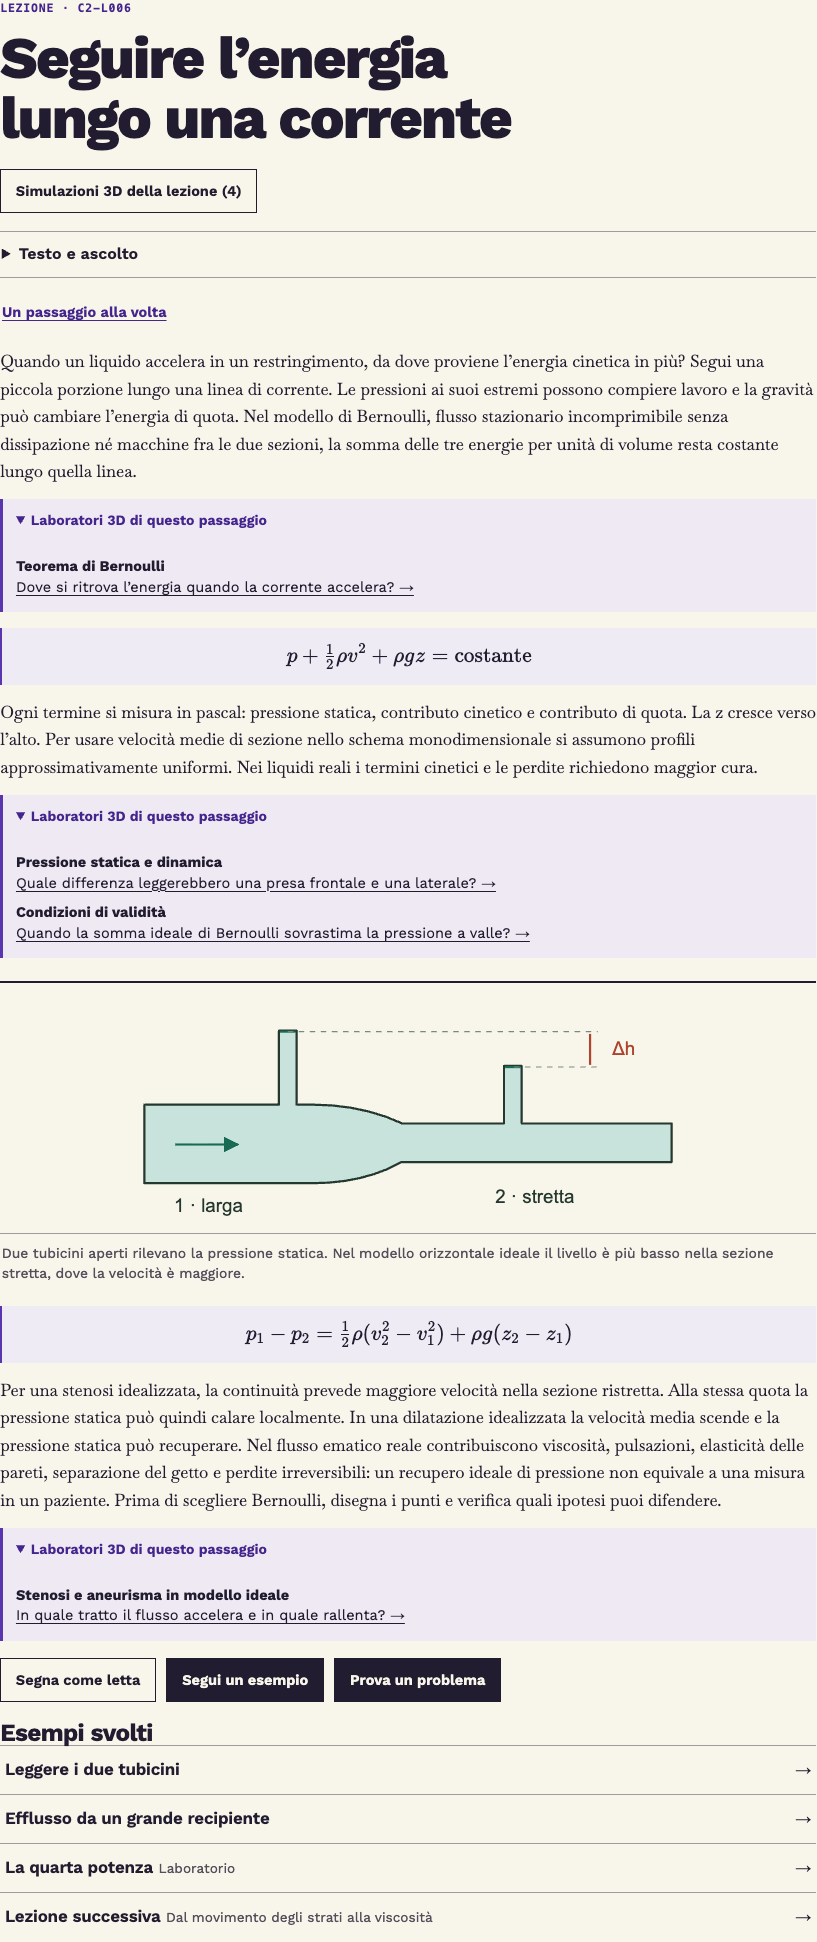 LEZIONE · C2–L006
Seguire l’energia
lungo una corrente
Simulazioni 3D della lezione (4)
▶ Testo e ascolto
Un passaggio alla volta
Quando un liquido accelera in un restringimento, da dove proviene l’energia cinetica in più? Segui una
piccola porzione lungo una linea di corrente. Le pressioni ai suoi estremi possono compiere lavoro e la gravità
può cambiare l’energia di quota. Nel modello di Bernoulli, flusso stazionario incomprimibile senza
dissipazione né macchine fra le due sezioni, la somma delle tre energie per unità di volume resta costante
lungo quella linea.
▼ Laboratori 3D di questo passaggio
Teorema di Bernoulli
Dove si ritrova l’energia quando la corrente accelera? →
p + ½ρv² + ρgz = costante
Ogni termine si misura in pascal: pressione statica, contributo cinetico e contributo di quota. La z cresce verso
l’alto. Per usare velocità medie di sezione nello schema monodimensionale si assumono profili
approssimativamente uniformi. Nei liquidi reali i termini cinetici e le perdite richiedono maggior cura.
▼ Laboratori 3D di questo passaggio
Pressione statica e dinamica
Quale differenza leggerebbero una presa frontale e una laterale? →
Condizioni di validità
Quando la somma ideale di Bernoulli sovrastima la pressione a valle? →
Δh
1 · larga
2 · stretta
Due tubicini aperti rilevano la pressione statica. Nel modello orizzontale ideale il livello è più basso nella sezione
stretta, dove la velocità è maggiore.
p₁ − p₂ = ½ρ(v₂² − v₁²) + ρg(z₂ − z₁)
Per una stenosi idealizzata, la continuità prevede maggiore velocità nella sezione ristretta. Alla stessa quota la
pressione statica può quindi calare localmente. In una dilatazione idealizzata la velocità media scende e la
pressione statica può recuperare. Nel flusso ematico reale contribuiscono viscosità, pulsazioni, elasticità delle
pareti, separazione del getto e perdite irreversibili: un recupero ideale di pressione non equivale a una misura
in un paziente. Prima di scegliere Bernoulli, disegna i punti e verifica quali ipotesi puoi difendere.
▼ Laboratori 3D di questo passaggio
Stenosi e aneurisma in modello ideale
In quale tratto il flusso accelera e in quale rallenta? →
Segna come letta
Segui un esempio
Prova un problema
Esempi svolti
Leggere i due tubicini →
Efflusso da un grande recipiente →
La quarta potenza Laboratorio →
Lezione successiva Dal movimento degli strati alla viscosità →